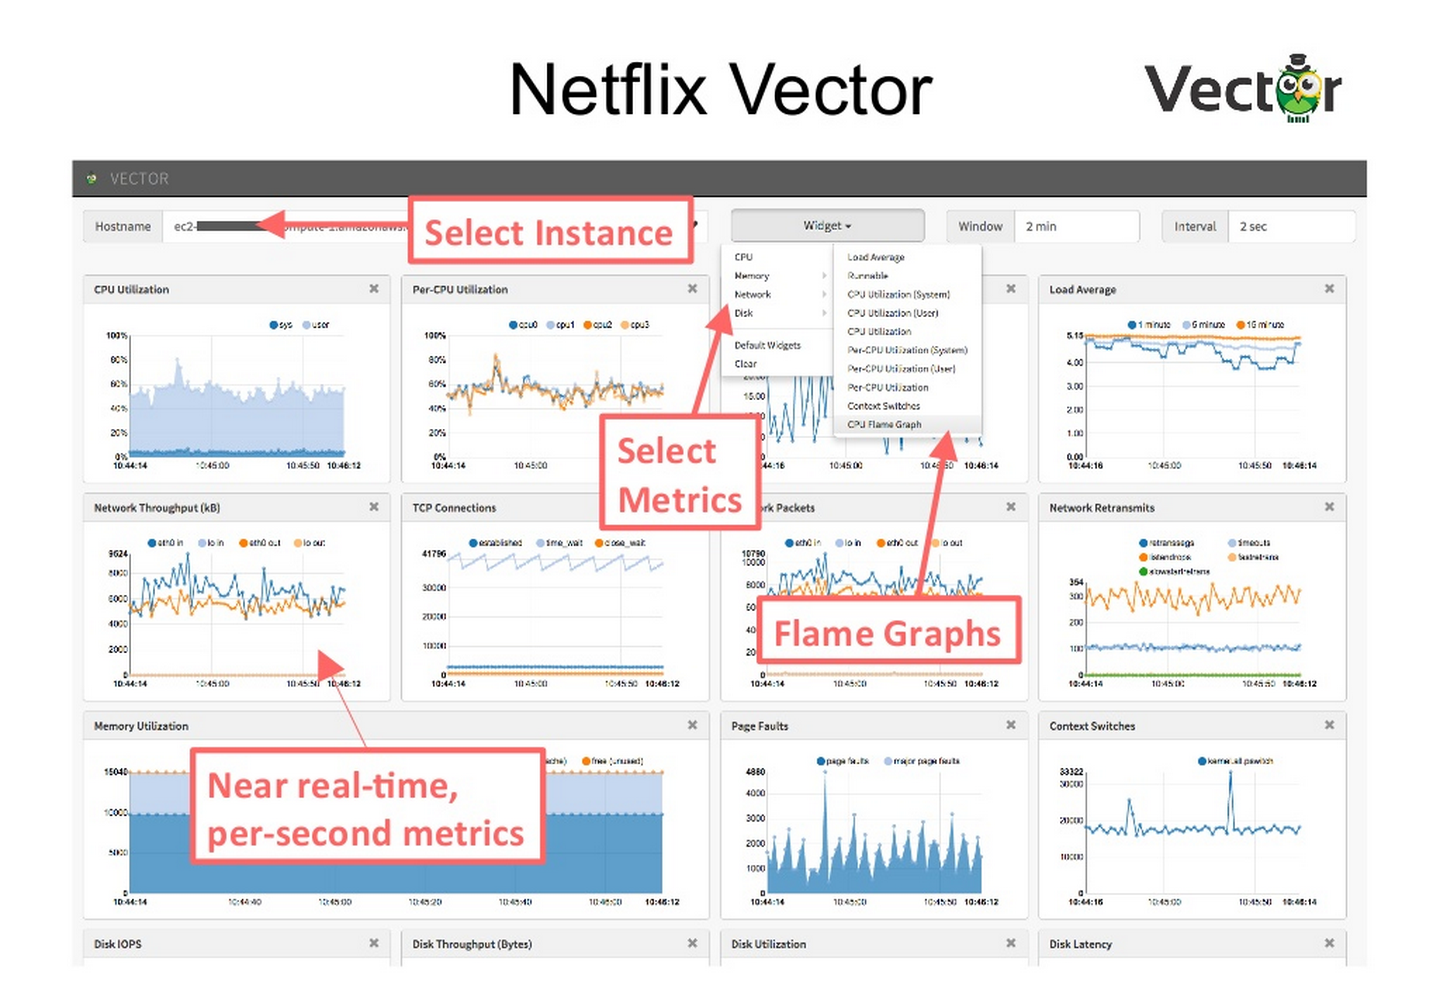 Netflix Vector
Vector
VECTOR
Hostname
ec2-
Select Instance
Widget
Window
2 min
Interval
2 sec
CPU
Memory
Network
Disk
Default Widgets
Clear
Load Average
Runnable
CPU Utilization (System)
CPU Utilization (User)
CPU Utilization
Per-CPU Utilization (System)
Per-CPU Utilization (User)
Per-CPU Utilization
Context Switches
CPU Flame Graph
CPU Utilization
sys user
100%
80%
60%
40%
20%
0%
10:44:14 10:45:00 10:45:50 10:46:12
Per-CPU Utilization
cpu0 cpu1 cpu2 cpu3
100%
80%
60%
40%
20%
0%
10:44:14 10:45:00
20.00
15.00
10:45:00 10:46:14
Load Average
1 minute 5 minute 15 minute
5.15
4.00
3.00
2.00
1.00
0.00
10:44:16 10:45:00 10:45:50 10:46:14
Select
Metrics
Network Throughput (kB)
eth0 in lo in eth0 out lo out
9624
8000
6000
4000
2000
0
10:44:14 10:45:00 10:45:50 10:46:12
TCP Connections
established time_wait close_wait
41796
30000
20000
10000
0
10:44:14 10:45:00 10:45:50 10:46:12
Packets
eth0 in lo in eth0 out lo out
10790
10000
8000
10:44:14 10:45:00 10:45:50 10:46:12
Flame Graphs
Network Retransmits
retranssegs timeouts
listendrops fastretrans
slowstartretrans
354
300
200
100
0
10:44:14 10:45:00 10:45:50 10:46:12
Near real-time,
per-second metrics
Memory Utilization
free (unused)
15040
10000
5000
0
10:44:14 10:44:40 10:45:00 10:45:20 10:45:40 10:46:00 10:46:12
Page Faults
page faults major page faults
4880
4000
3000
2000
1000
0
10:44:14 10:45:00 10:45:50 10:46:12
Context Switches
kernel.all.pswitch
33322
30000
20000
10000
0
10:44:16 10:45:00 10:45:50 10:46:14
Disk IOPS
Disk Throughput (Bytes)
Disk Utilization
Disk Latency